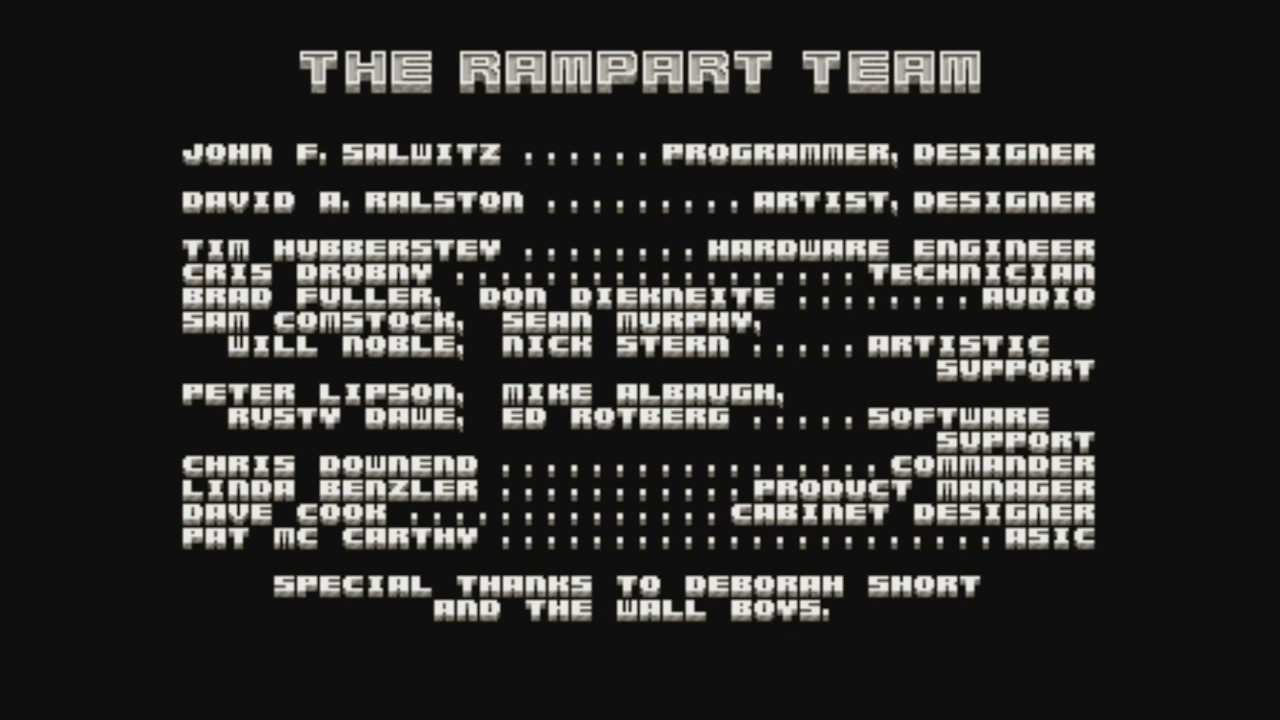 THE RAMPART TEAM
JOHN F. SALWITZ ...... PROGRAMMER, DESIGNER
DAVID A. RALSTON ......... ARTIST, DESIGNER
TIM HUBBERSTEY ........ HARDWARE ENGINEER
CRIS DROBNY .................. TECHNICIAN
BRAD FULLER, DON DIEKNEITE ........ AUDIO
SAM COMSTOCK, SEAN MURPHY,
WILL NOBLE, NICK STERN ..... ARTISTIC
SUPPORT
PETER LIPSON, MIKE ALBAUGH,
RUSTY DAWE, ED ROTBERG ..... SOFTWARE
SUPPORT
CHRIS DOWNEND ................. COMMANDER
LINDA BENZLER ........... PRODUCT MANAGER
DAVE COOK .............. CABINET DESIGNER
PAT MC CARTHY ...................... ASIC
SPECIAL THANKS TO DEBORAH SHORT
AND THE WALL BOYS.